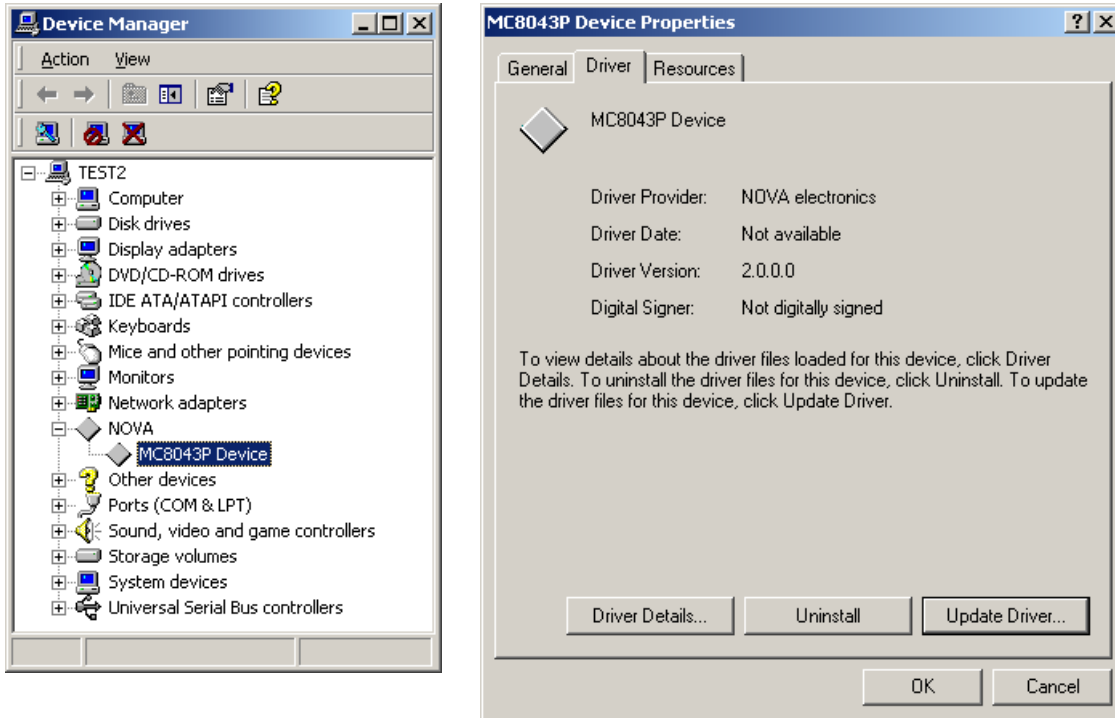 Device Manager
Action View
TEST2
Computer
Disk drives
Display adapters
DVD/CD-ROM drives
IDE ATA/ATAPI controllers
Keyboards
Mice and other pointing devices
Monitors
Network adapters
NOVA
MC8043P Device
Other devices
Ports (COM & LPT)
Sound, video and game controllers
Storage volumes
System devices
Universal Serial Bus controllers
MC8043P Device Properties
General Driver Resources
MC8043P Device
Driver Provider: NOVA electronics
Driver Date: Not available
Driver Version: 2.0.0.0
Digital Signer: Not digitally signed
To view details about the driver files loaded for this device, click Driver
Details. To uninstall the driver files for this device, click Uninstall. To update
the driver files for this device, click Update Driver.
Driver Details... Uninstall Update Driver...
OK Cancel